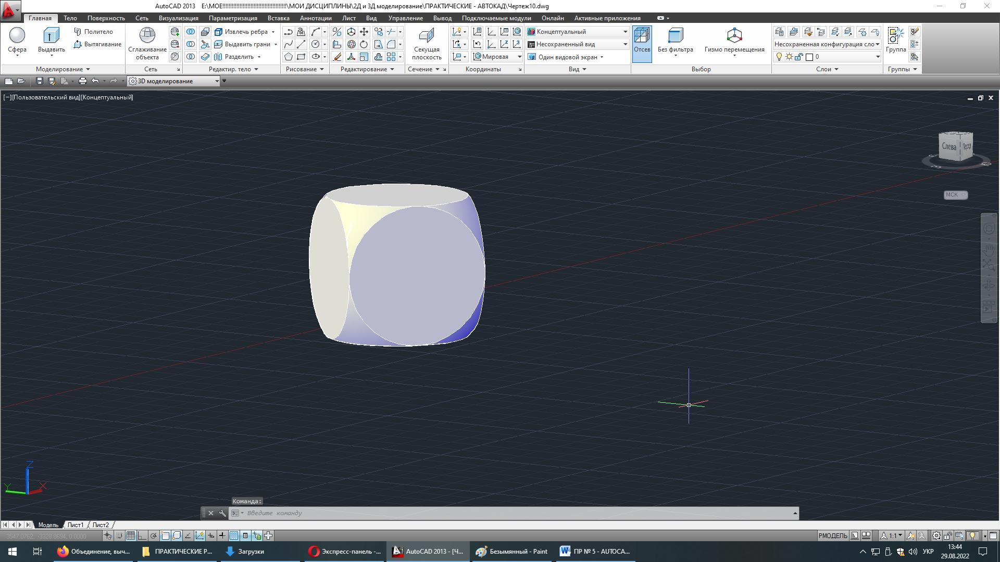 AutoCAD 2013 E:\МОЕ!!!!!!!!!!!!!!!!!!!!!!!!!!!!!!!!!!!!!!!!!\МОИ ДИСЦИПЛИНЫ\2Д и 3Д моделирование\ПРАКТИЧЕСКИЕ - АВТОКАД\Чертеж10.dwg
Главная Тело Поверхность Сеть Визуализация Параметризация Вставка Аннотации Лист Вид Управление Вывод Подключаемые модули Онлайн Активные приложения
Политело Извлечь ребра Концептуальный
Сфера Выдавить Вытягивание Сглаживание объекта Выдавить грани Секущая плоскость Несохраненный вид Отсев Без фильтра Гизмо перемещения Несохраненная конфигурация сло Группа
Разделить Мировая Один видовой экран 0
Моделирование Сеть Редактир. тело Рисование Редактирование Сечение Координаты Вид Выбор Слои Группы
3D моделирование
[−][Пользовательский вид][Концептуальный]
Слева Перед
МСК
Z
Y X
Команда:
Введите команду
Модель Лист1 Лист2
3547.0762, -3328.8694, 0.0000 РМОДЕЛЬ 1:1
Объединение, выч... ПРАКТИЧЕСКИЕ Р... Загрузки Экспресс-панель -... AutoCAD 2013 - [Ч... Безымянный - Paint ПР № 5 - AUTOCA... УКР 13:44
29.08.2022